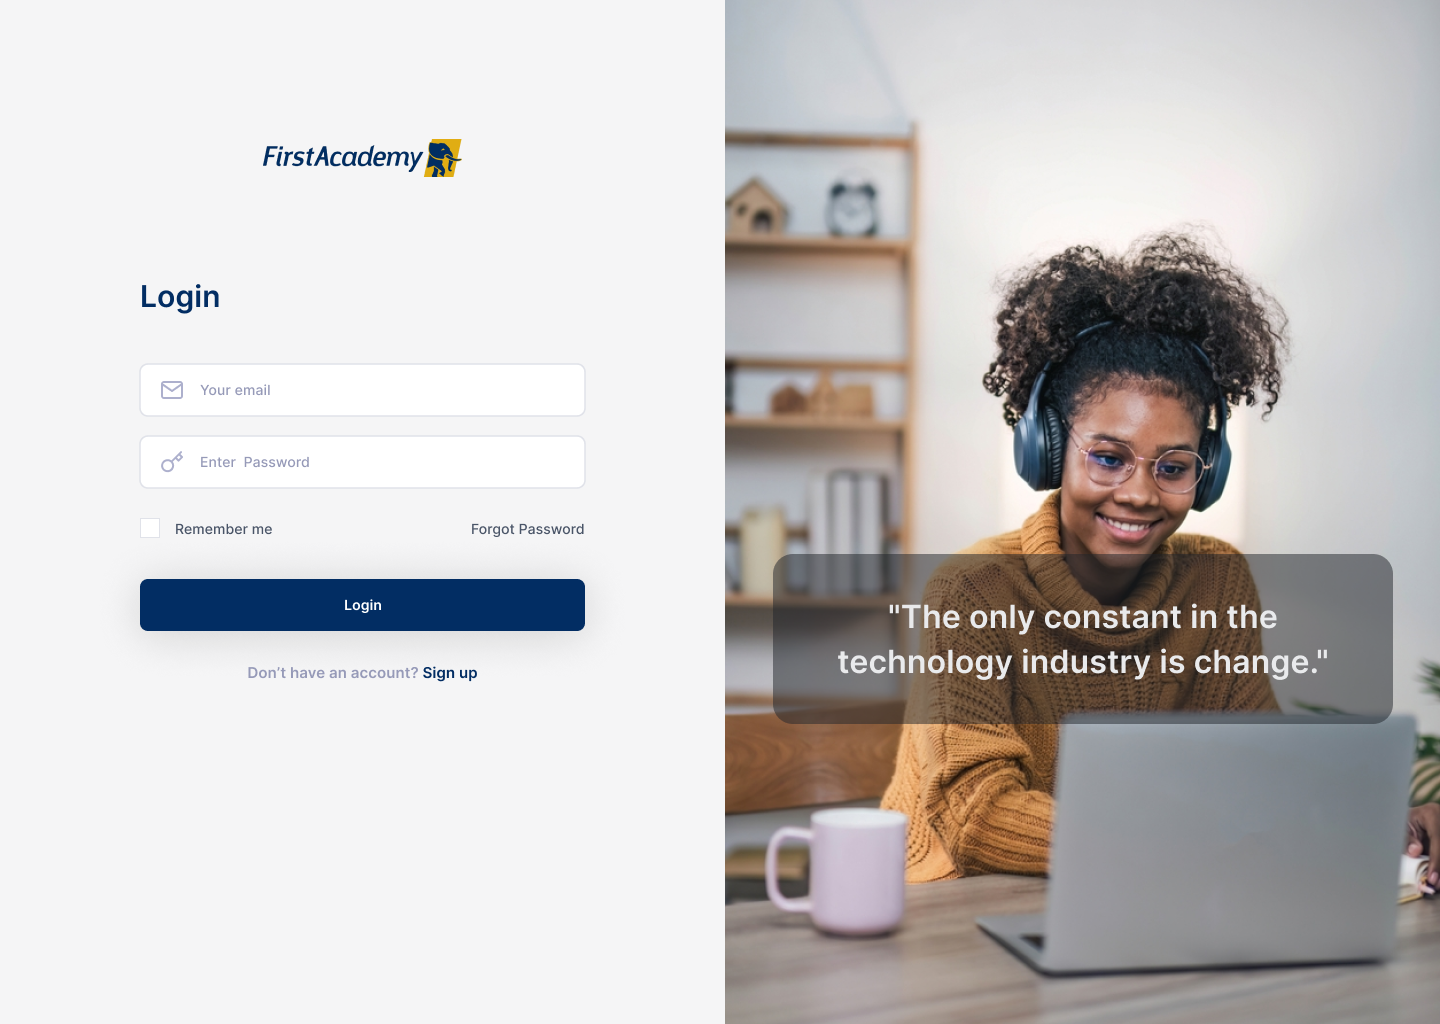 FirstAcademy
Login
Your email
Enter  Password
Remember me
Forgot Password
Login
Don’t have an account? Sign up
"The only constant in the
technology industry is change."